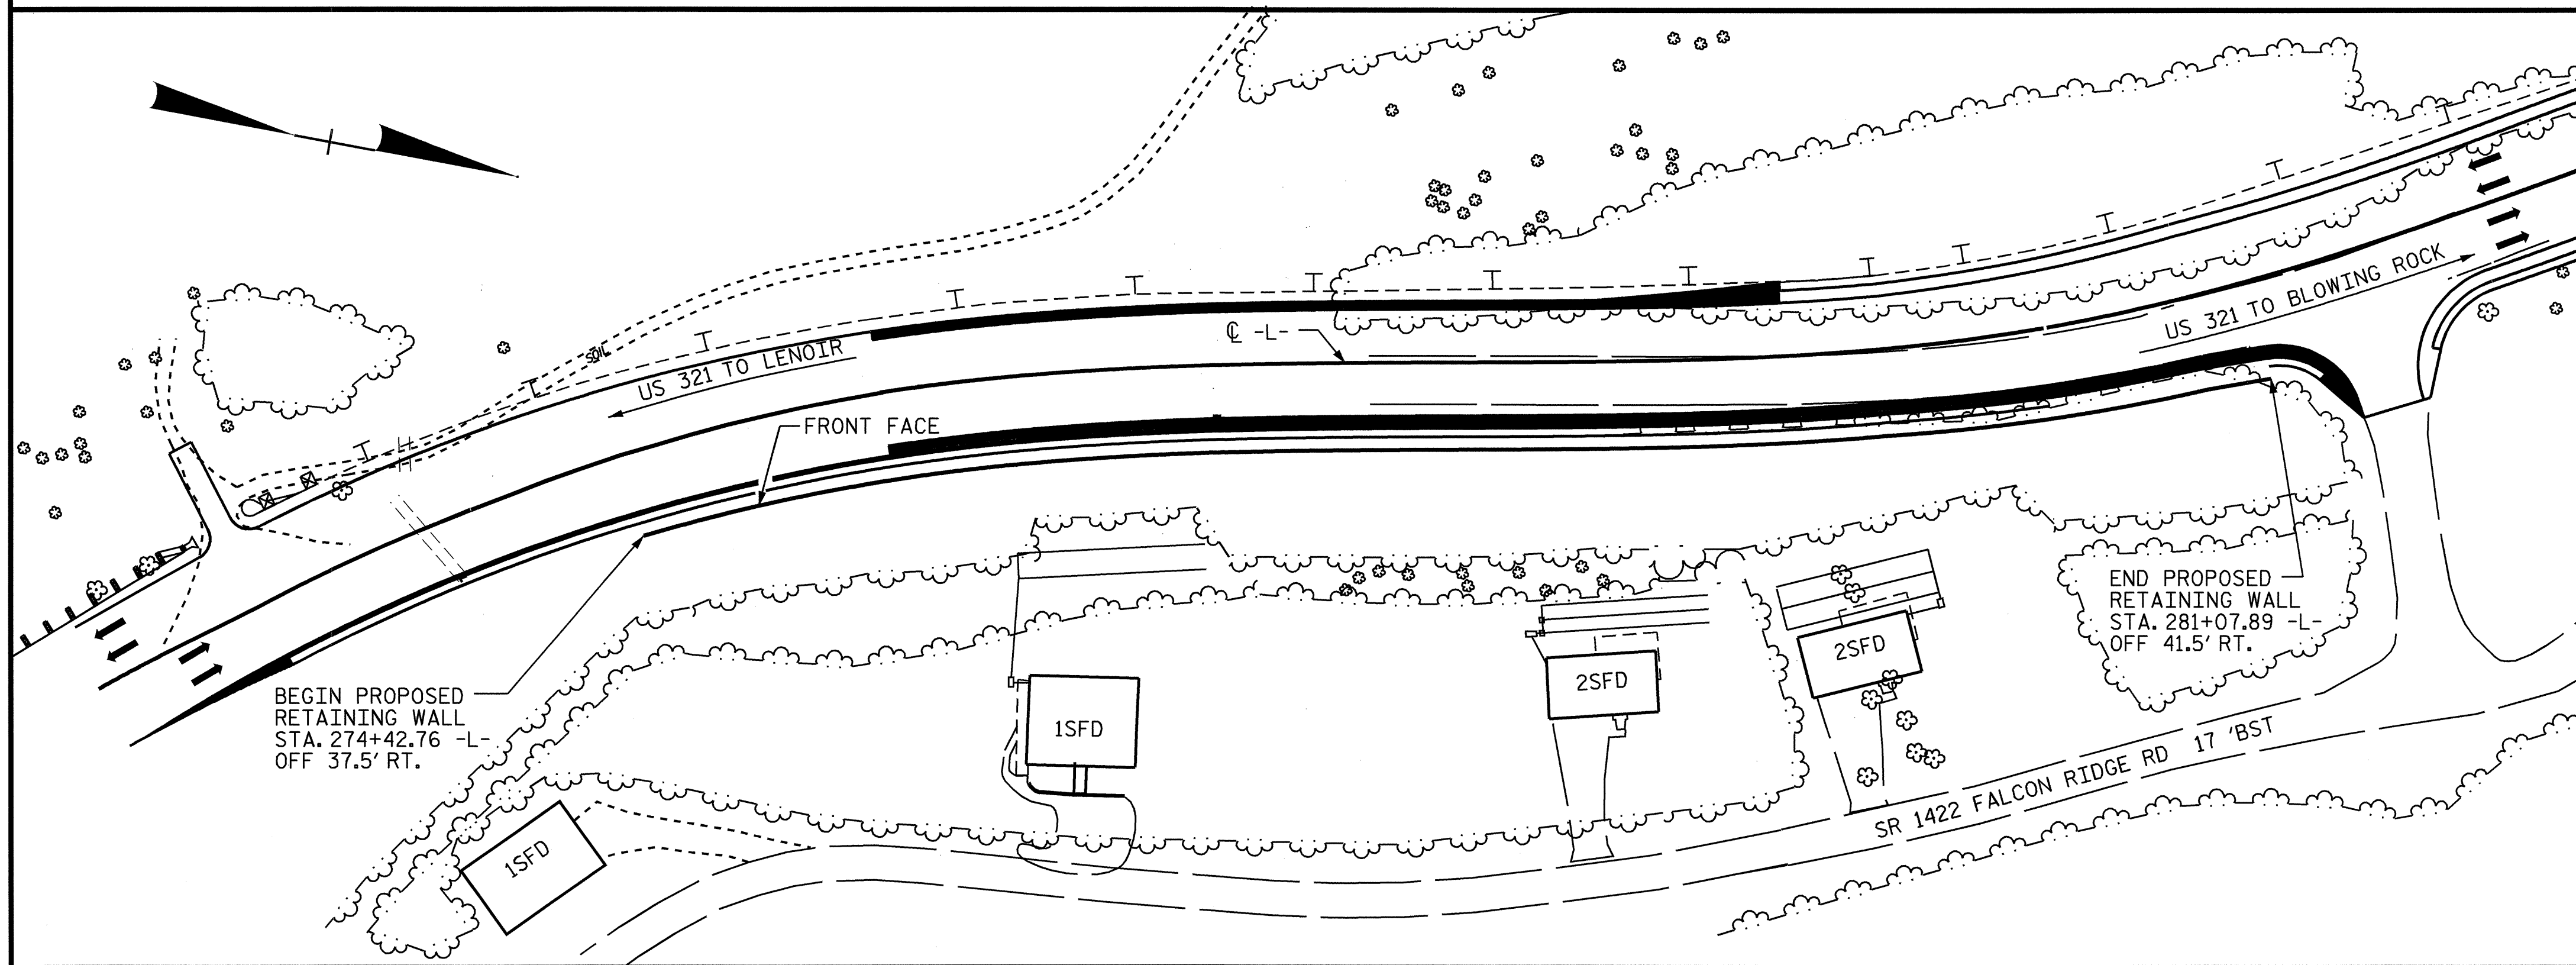 SOIL
US 321 TO LENOIR
℄ -L-
US 321 TO BLOWING ROCK
FRONT FACE
BEGIN PROPOSED
RETAINING WALL
STA. 274+42.76 -L-
OFF 37.5' RT.
END PROPOSED
RETAINING WALL
STA. 281+07.89 -L-
OFF 41.5' RT.
1SFD
1SFD
2SFD
2SFD
SR 1422 FALCON RIDGE RD 17 'BST